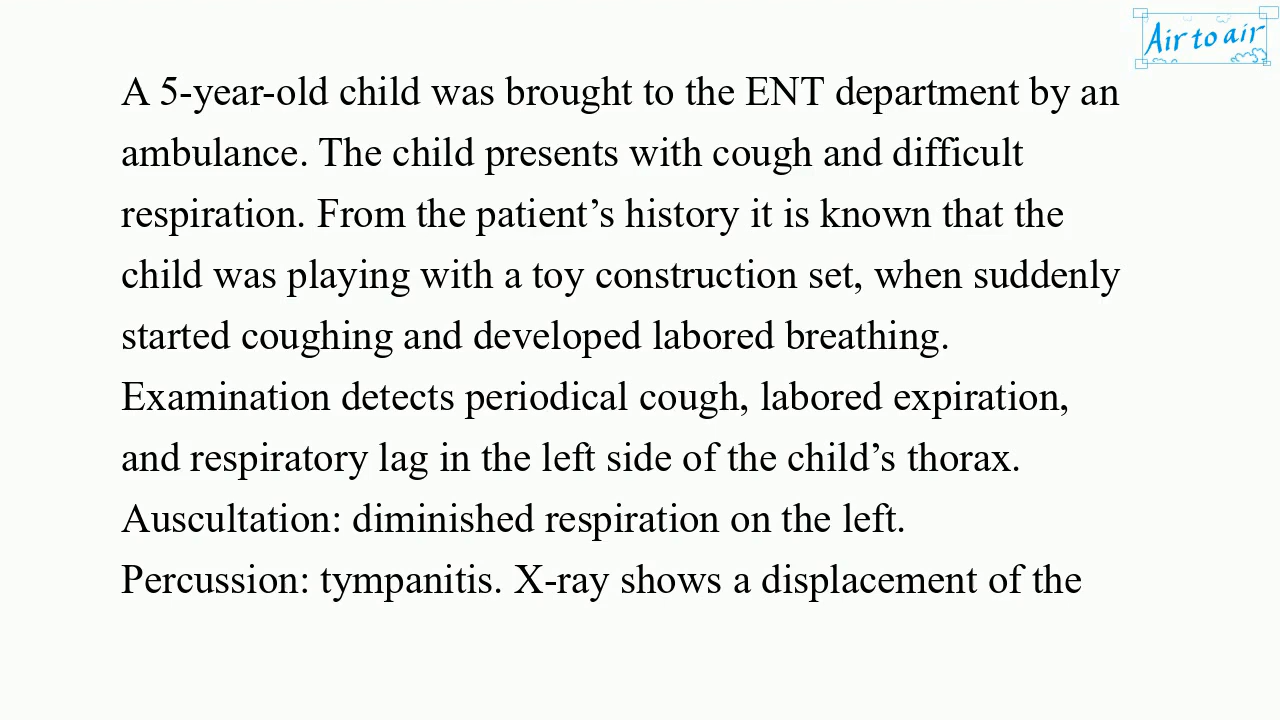 Air to air
A 5-year-old child was brought to the ENT department by an
ambulance. The child presents with cough and difficult
respiration. From the patient’s history it is known that the
child was playing with a toy construction set, when suddenly
started coughing and developed labored breathing.
Examination detects periodical cough, labored expiration,
and respiratory lag in the left side of the child’s thorax.
Auscultation: diminished respiration on the left.
Percussion: tympanitis. X-ray shows a displacement of the